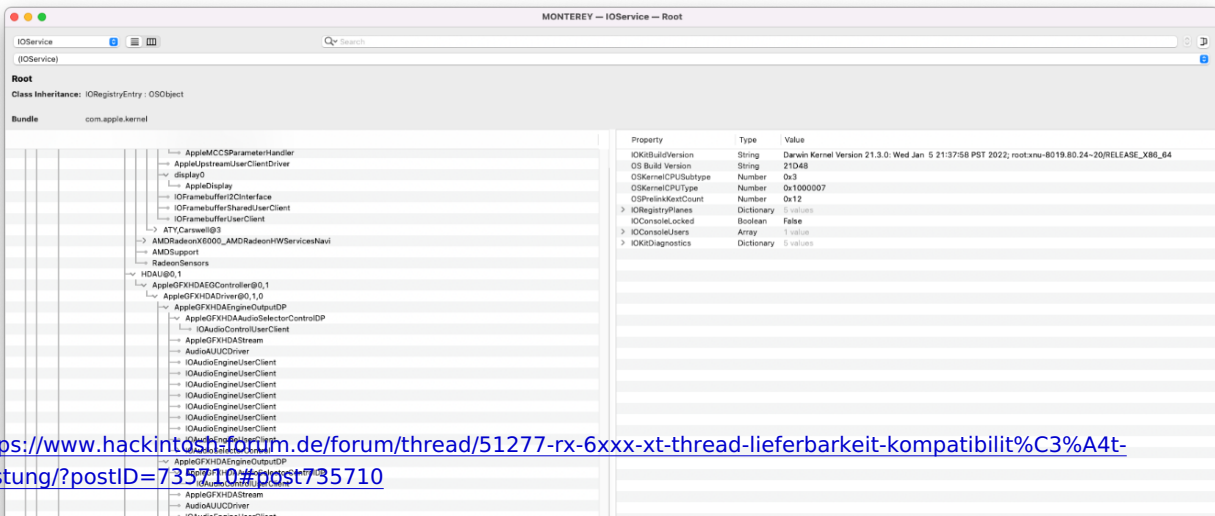 MONTEREY — IOService — Root
IOService
Search
(IOService)
Root
Class Inheritance: IORegistryEntry : OSObject
Bundle com.apple.kernel
AppleMCCSParameterHandler
AppleUpstreamUserClientDriver
display0
AppleDisplay
IOFramebufferI2CInterface
IOFramebufferSharedUserClient
IOFramebufferUserClient
ATY,Carswell@3
AMDRadeonX6000_AMDRadeonHWServicesNavi
AMDSupport
RadeonSensors
HDAU@0,1
AppleGFXHDAEGController@0,1
AppleGFXHDADriver@0,1,0
AppleGFXHDAEngineOutputDP
AppleGFXHDAAudioSelectorControlDP
IOAudioControlUserClient
AppleGFXHDAStream
AudioAUUCDriver
IOAudioEngineUserClient
IOAudioEngineUserClient
IOAudioEngineUserClient
IOAudioEngineUserClient
IOAudioEngineUserClient
IOAudioEngineUserClient
IOAudioEngineUserClient
IOAudioEngineUserClient
IOAudioSelectorControl
AppleGFXHDAEngineOutputDP
AppleGFXHDAAudioSelectorControlDP
IOAudioControlUserClient
AppleGFXHDAStream
AudioAUUCDriver
IOAudioEngineUserClient
Property Type Value
IOKitBuildVersion String Darwin Kernel Version 21.3.0: Wed Jan 5 21:37:58 PST 2022; root:xnu-8019.80.24~20/RELEASE_X86_64
OS Build Version String 21D48
OSKernelCPUSubtype Number 0x3
OSKernelCPUType Number 0x1000007
OSPrelinkKextCount Number 0x12
IORegistryPlanes Dictionary 5 values
IOConsoleLocked Boolean False
IOConsoleUsers Array 1 value
IOKitDiagnostics Dictionary 5 values
ps://www.hackintosh-forum.de/forum/thread/51277-rx-6xxx-xt-thread-lieferbarkeit-kompatibilit%C3%A4t-
stung/?postID=735710#post735710